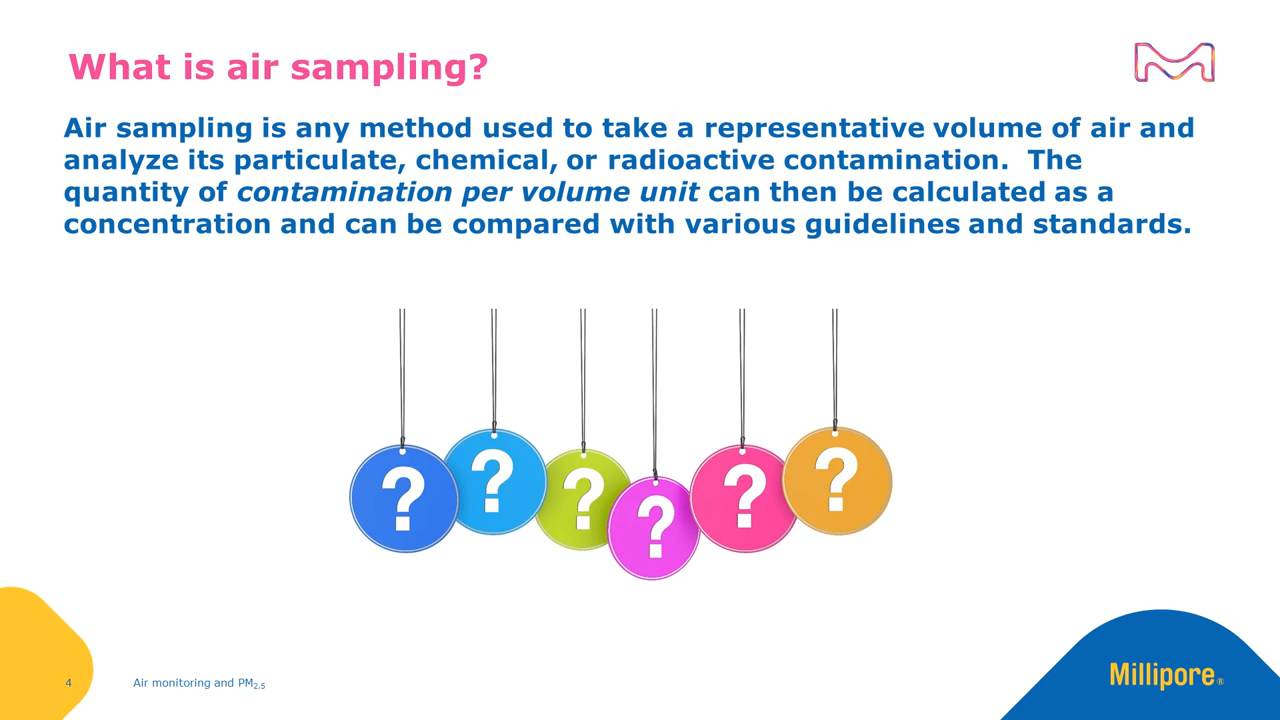 What is air sampling?
Air sampling is any method used to take a representative volume of air and
analyze its particulate, chemical, or radioactive contamination.  The
quantity of contamination per volume unit can then be calculated as a
concentration and can be compared with various guidelines and standards.
? ? ? ? ? ?
4 Air monitoring and PM2.5
Millipore®